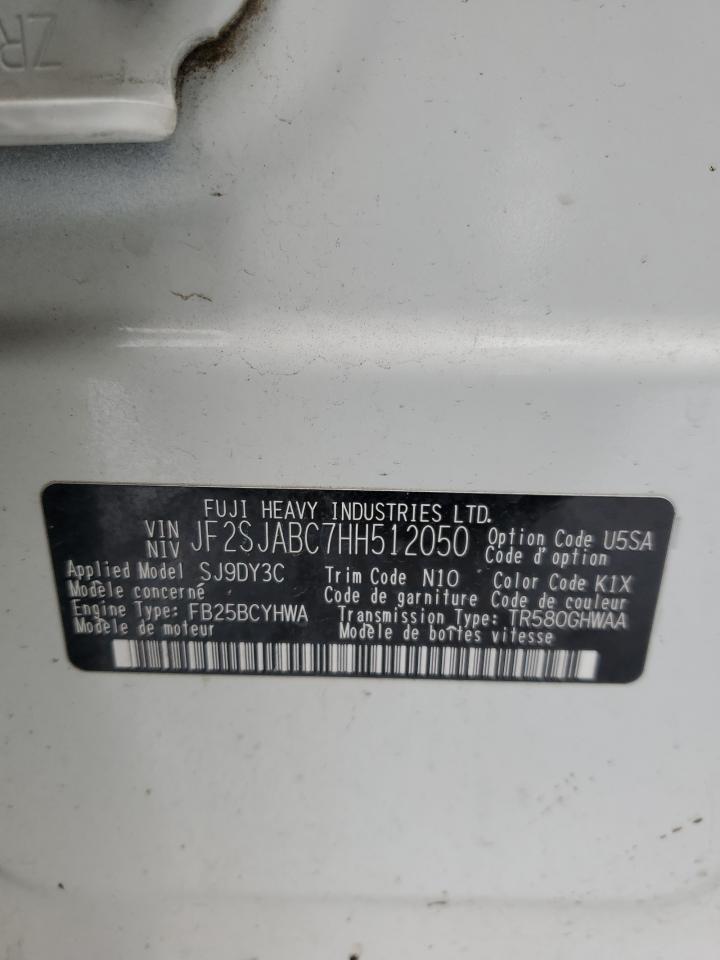 ZR
FUJI HEAVY INDUSTRIES LTD.
VIN
NIV JF2SJABC7HH512050 Option Code U5SA
Code d'option
Applied Model SJ9DY3C Trim Code N10 Color Code K1X
Modèle concerné Code de garniture Code de couleur
Engine Type: FB25BCYHWA Transmission Type: TR580GHWAA
Modèle de moteur Modèle de boîtes vitesse